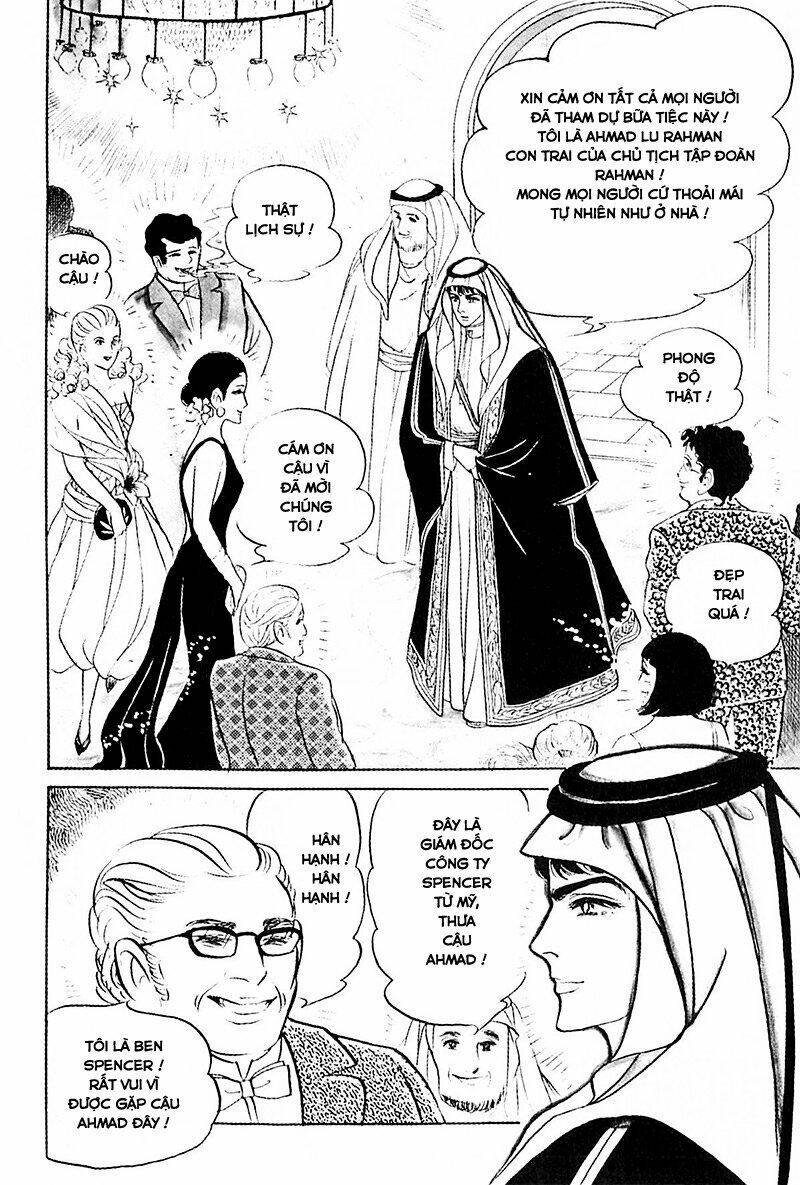 XIN CẢM ƠN TẤT CẢ MỌI NGƯỜI
ĐÃ THAM DỰ BỮA TIỆC NÀY !
TÔI LÀ AHMAD LU RAHMAN
CON TRAI CỦA CHỦ TỊCH TẬP ĐOÀN
RAHMAN !
MONG MỌI NGƯỜI CỨ THOẢI MÁI
TỰ NHIÊN NHƯ Ở NHÀ !
THẬT
LỊCH SỰ !
CHÀO
CẬU !
PHONG
ĐỘ
THẬT !
CÁM ƠN
CẬU VÌ
ĐÃ MỜI
CHÚNG
TÔI !
ĐẸP
TRAI
QUÁ !
HÂN
HẠNH !
HÂN
HẠNH !
ĐÂY LÀ
GIÁM ĐỐC
CÔNG TY
SPENCER
TỪ MỸ,
THƯA
CẬU
AHMAD !
TÔI LÀ BEN
SPENCER !
RẤT VUI VÌ
ĐƯỢC GẶP CẬU
AHMAD ĐÂY !